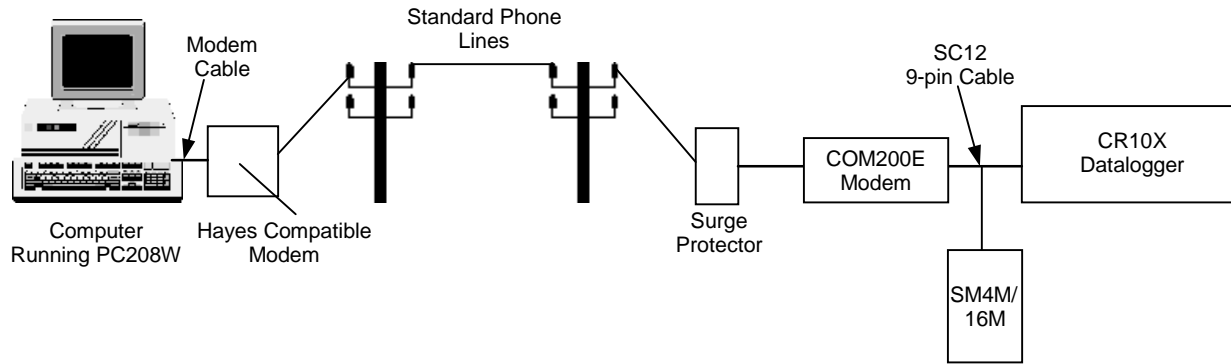 Standard Phone
Lines
Modem
Cable
SC12
9-pin Cable
COM200E
Modem
CR10X
Datalogger
Computer
Running PC208W
Hayes Compatible
Modem
Surge
Protector
SM4M/
16M